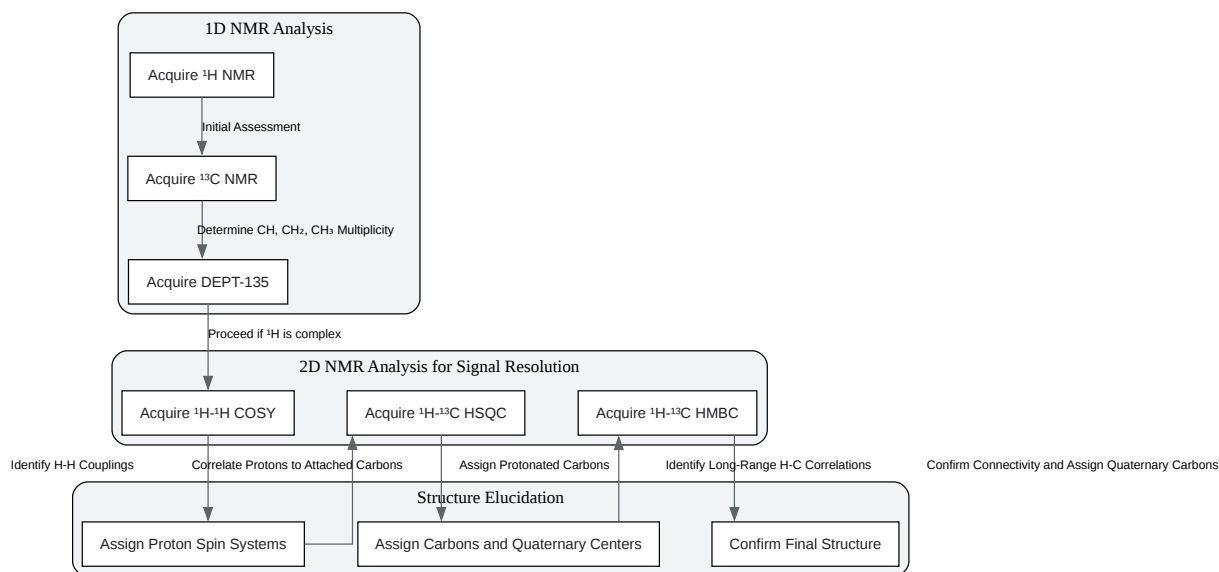 1D NMR Analysis
Acquire ¹H NMR
Initial Assessment
Acquire ¹³C NMR
Determine CH, CH₂, CH₃ Multiplicity
Acquire DEPT-135
Proceed if ¹H is complex
2D NMR Analysis for Signal Resolution
Acquire ¹H-¹H COSY
Acquire ¹H-¹³C HSQC
Acquire ¹H-¹³C HMBC
Identify H-H Couplings
Correlate Protons to Attached Carbons
Assign Protonated Carbons
Identify Long-Range H-C Correlations
Confirm Connectivity and Assign Quaternary Carbons
Structure Elucidation
Assign Proton Spin Systems
Assign Carbons and Quaternary Centers
Confirm Final Structure